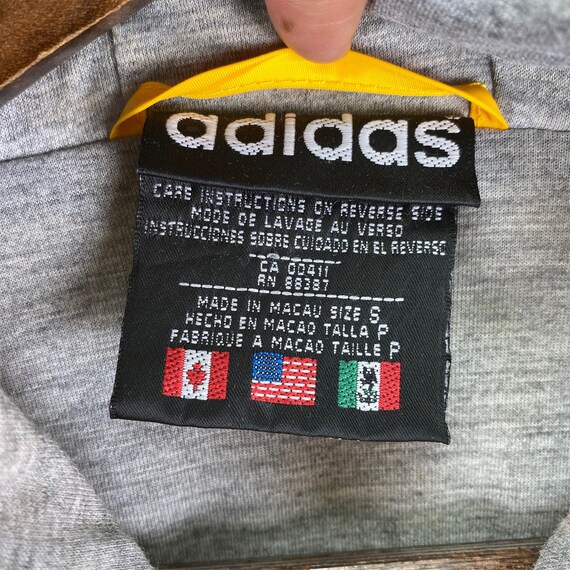 adidas
CARE INSTRUCTIONS ON REVERSE SIDE
MODE DE LAVAGE AU VERSO
INSTRUCCIONES SOBRE CUIDADO EN EL REVERSO
CA 00411
RN 88387
MADE IN MACAU SIZE S
HECHO EN MACAO TALLA P
FABRIQUE A MACAO TAILLE P